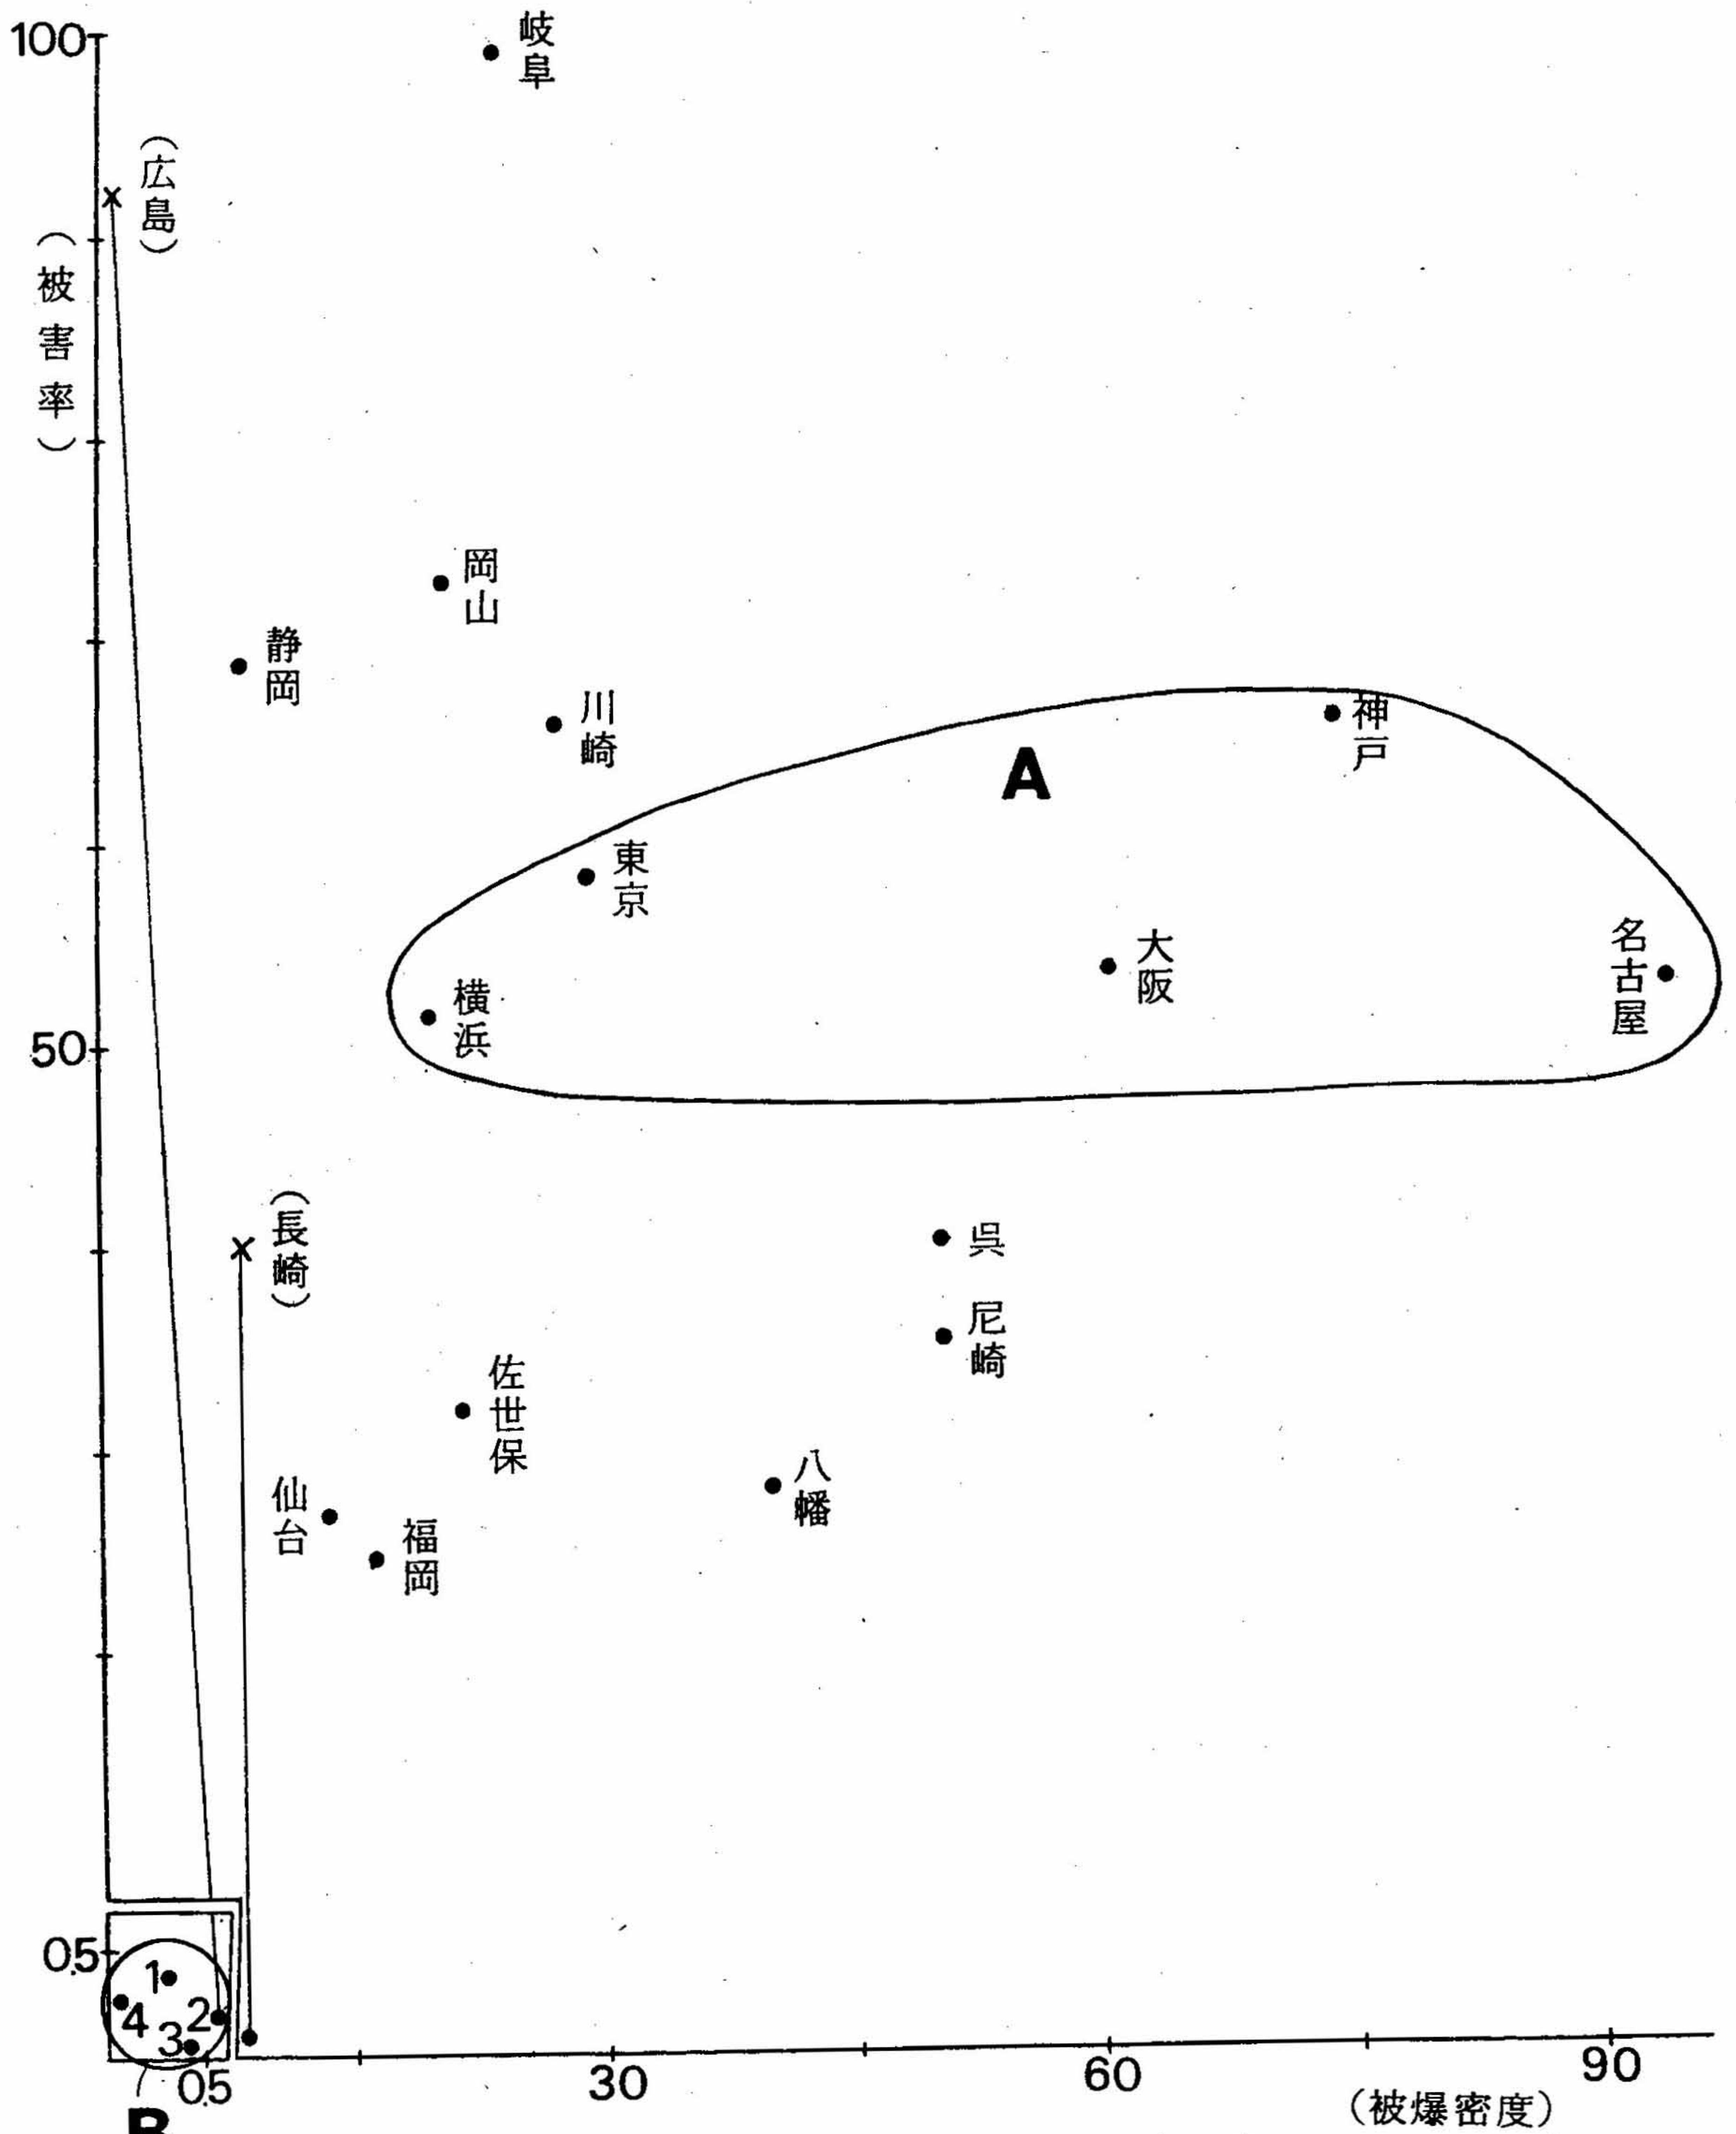 100
岐阜
(広島)
(被害率)
岡山
静岡
川崎
神戸
A
東京
大阪
名古屋
横浜
50
(長崎)
呉
尼崎
佐世保
八幡
仙台
福岡
0.5
1
4
2
3
0.5
30
60
90
(被爆密度)
B